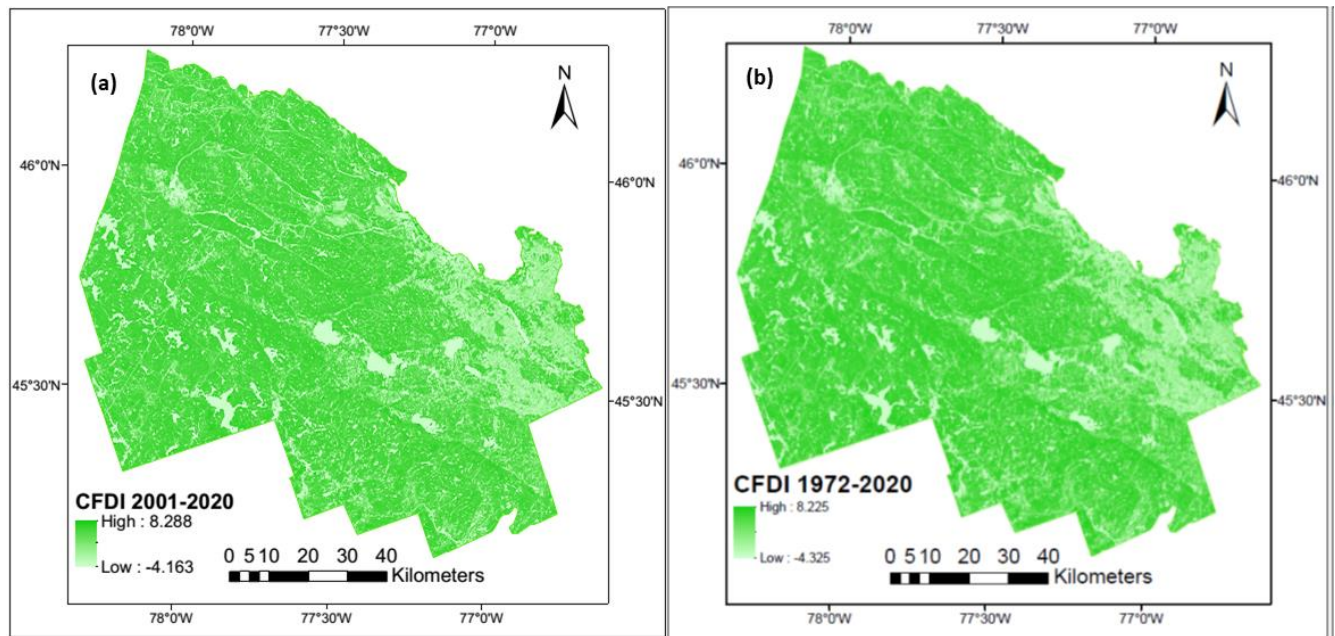 78°0'W 77°30'W 77°0'W
(a)
N
46°0'N
46°0'N
45°30'N
45°30'N
CFDI 2001-2020
High : 8.288
Low : -4.163
0 5 10 20 30 40
Kilometers
78°0'W 77°30'W 77°0'W
78°0'W 77°30'W 77°0'W
(b)
N
46°0'N
46°0'N
45°30'N
45°30'N
CFDI 1972-2020
High : 8.225
Low : -4.325
0 5 10 20 30 40
Kilometers
78°0'W 77°30'W 77°0'W